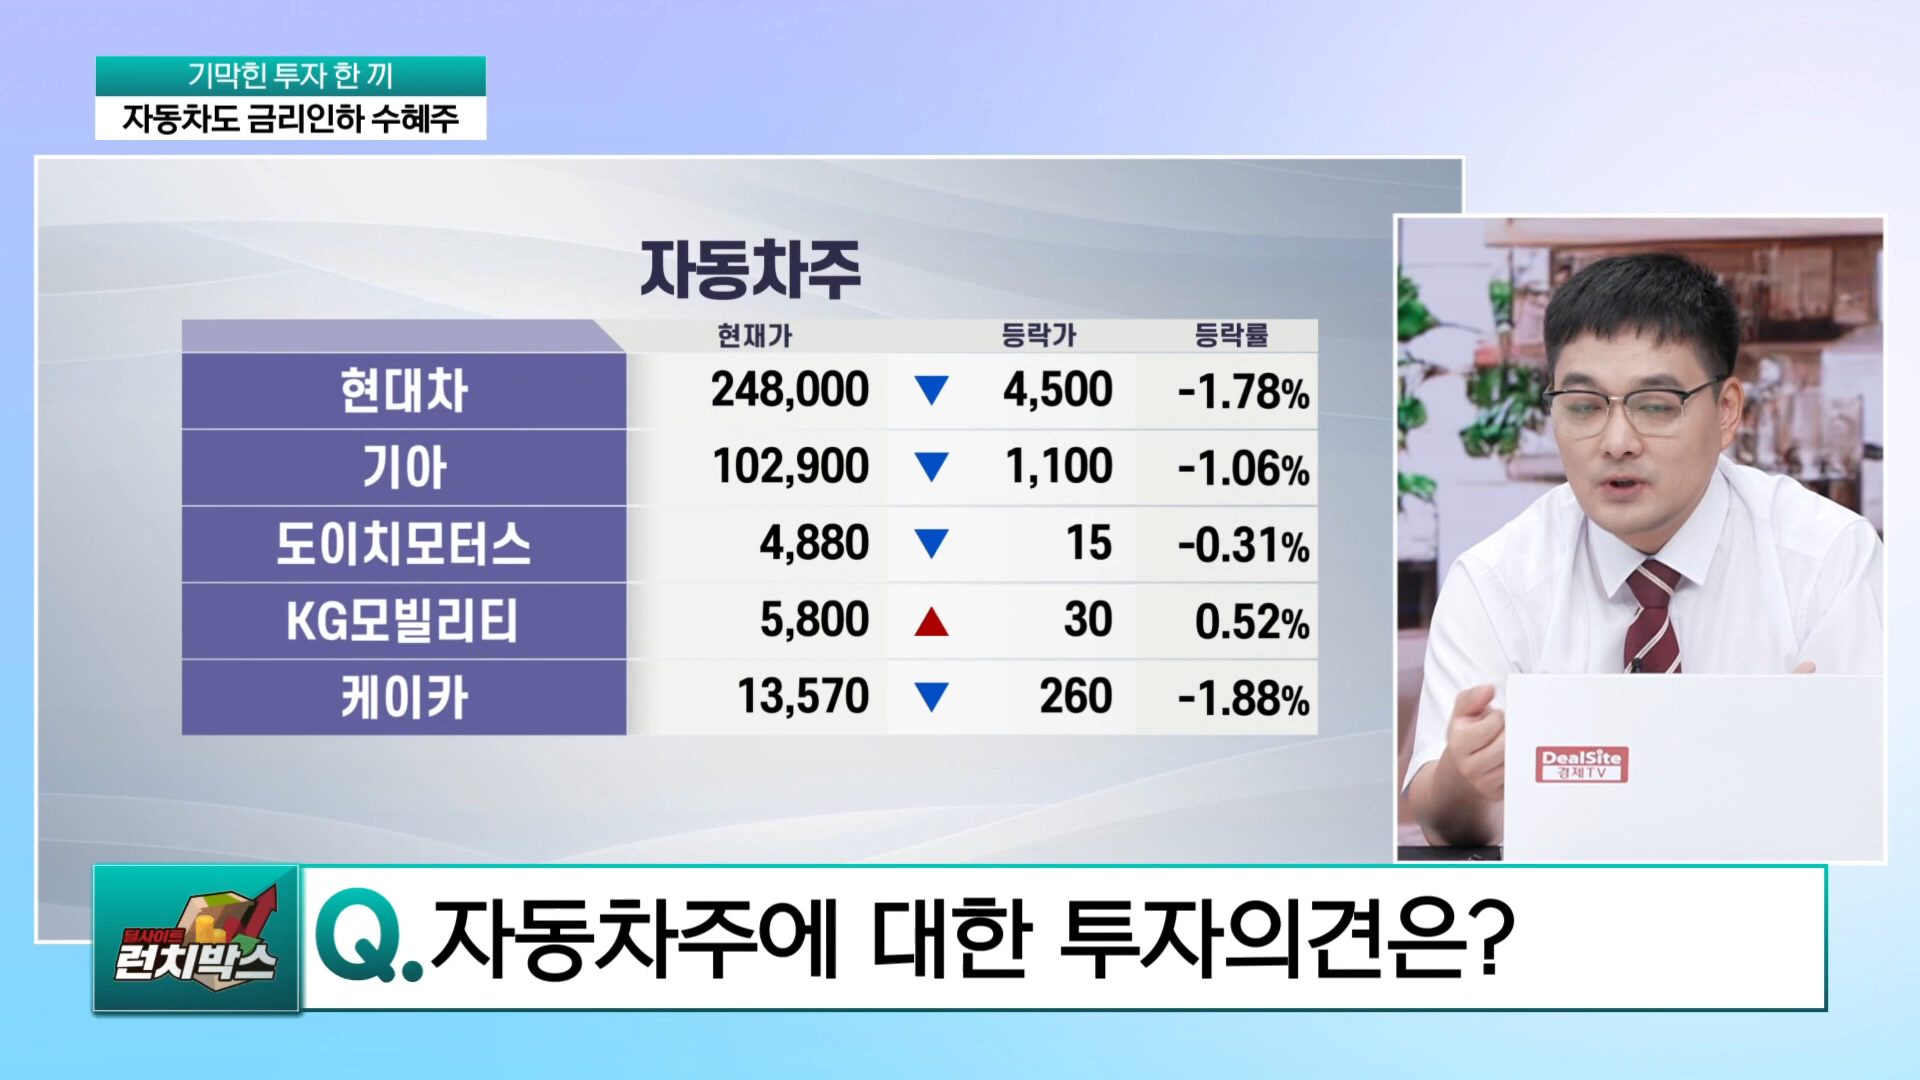 기막힌 투자 한 끼
자동차도 금리인하 수혜주
자동차주
현재가 등락가 등락률
현대차 248,000 ▼ 4,500 -1.78%
기아 102,900 ▼ 1,100 -1.06%
도이치모터스 4,880 ▼ 15 -0.31%
KG모빌리티 5,800 ▲ 30 0.52%
케이카 13,570 ▼ 260 -1.88%
DealSite
경제TV
딜사이트
런치박스
Q.자동차주에 대한 투자의견은?